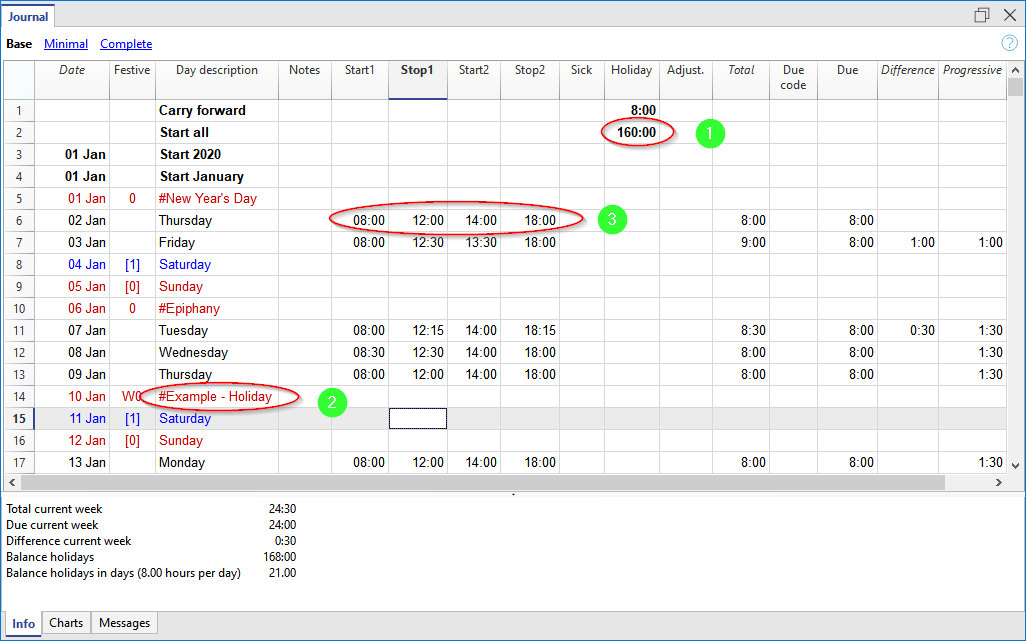 Journal
Base Minimal Complete ?
Date Festive Day description Notes Start1 Stop1 Start2 Stop2 Sick Holiday Adjust. Total Due code Due Difference Progressive
1 Carry forward 8:00
2 Start all 160:00 1
3 01 Jan Start 2020
4 01 Jan Start January
5 01 Jan 0 #New Year's Day
6 02 Jan Thursday 08:00 12:00 14:00 18:00 3 8:00 8:00
7 03 Jan Friday 08:00 12:30 13:30 18:00 9:00 8:00 1:00 1:00
8 04 Jan [1] Saturday
9 05 Jan [0] Sunday
10 06 Jan 0 #Epiphany
11 07 Jan Tuesday 08:00 12:15 14:00 18:15 8:30 8:00 0:30 1:30
12 08 Jan Wednesday 08:30 12:30 14:00 18:00 8:00 8:00 1:30
13 09 Jan Thursday 08:00 12:00 14:00 18:00 8:00 8:00 1:30
14 10 Jan W0 #Example - Holiday 2
15 11 Jan [1] Saturday
16 12 Jan [0] Sunday
17 13 Jan Monday 08:00 12:00 14:00 18:00 8:00 8:00 1:30
Total current week 24:30
Due current week 24:00
Difference current week 0:30
Balance holidays 168:00
Balance holidays in days (8.00 hours per day) 21.00
Info Charts Messages